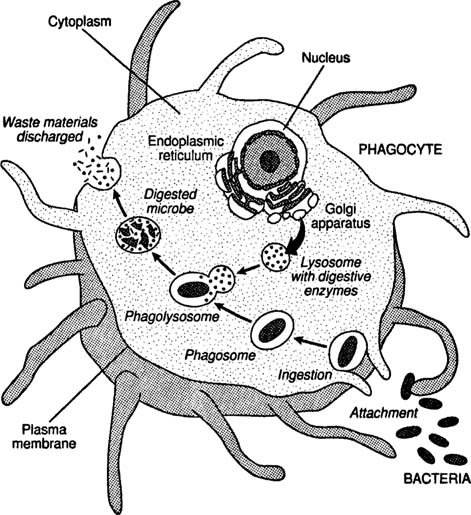 Cytoplasm
Nucleus
Waste materials
discharged
Endoplasmic
reticulum
PHAGOCYTE
Digested
microbe
Golgi
apparatus
Lysosome
with digestive
enzymes
Phagolysosome
Phagosome
Ingestion
Attachment
Plasma
membrane
BACTERIA